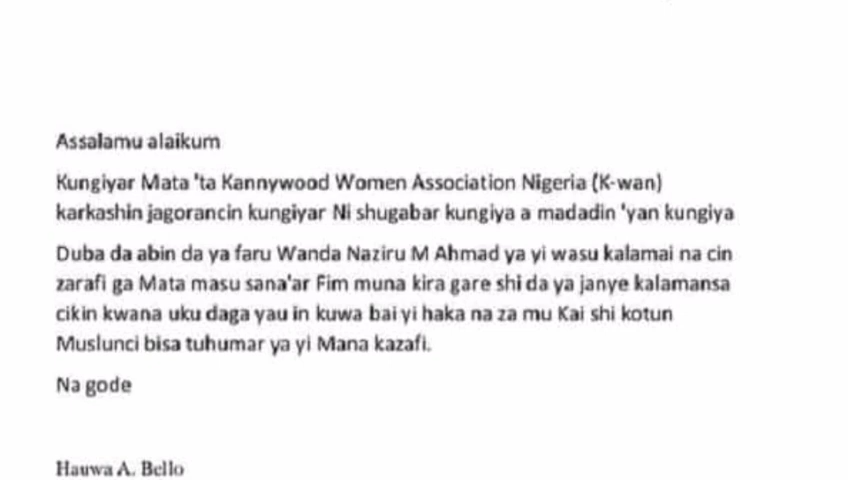 Assalamu alaikum
Kungiyar Mata 'ta Kannywood Women Association Nigeria (K-wan)
karkashin jagorancin kungiyar Ni shugabar kungiya a madadin 'yan kungiya
Duba da abin da ya faru Wanda Naziru M Ahmad ya yi wasu kalamai na cin
zarafi ga Mata masu sana'ar Fim muna kira gare shi da ya janye kalamansa
cikin kwana uku daga yau in kuwa bai yi haka na za mu Kai shi kotun
Muslunci bisa tuhumar ya yi Mana kazafi.
Na gode
Hauwa A. Bello